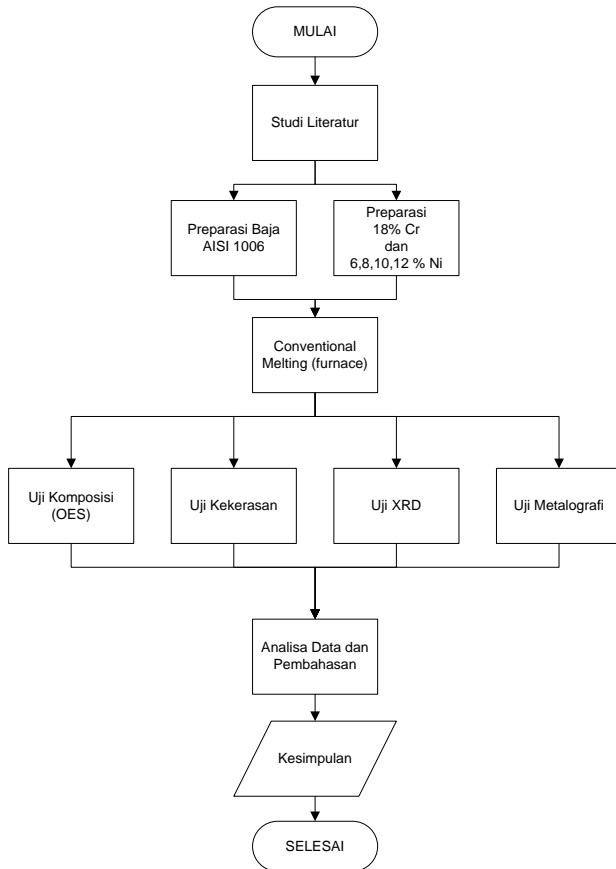 MULAI
Studi Literatur
Preparasi Baja
AISI 1006
Preparasi
18% Cr
dan
6,8,10,12 % Ni
Conventional
Melting (furnace)
Uji Komposisi
(OES)
Uji Kekerasan
Uji XRD
Uji Metalografi
Analisa Data dan
Pembahasan
Kesimpulan
SELESAI